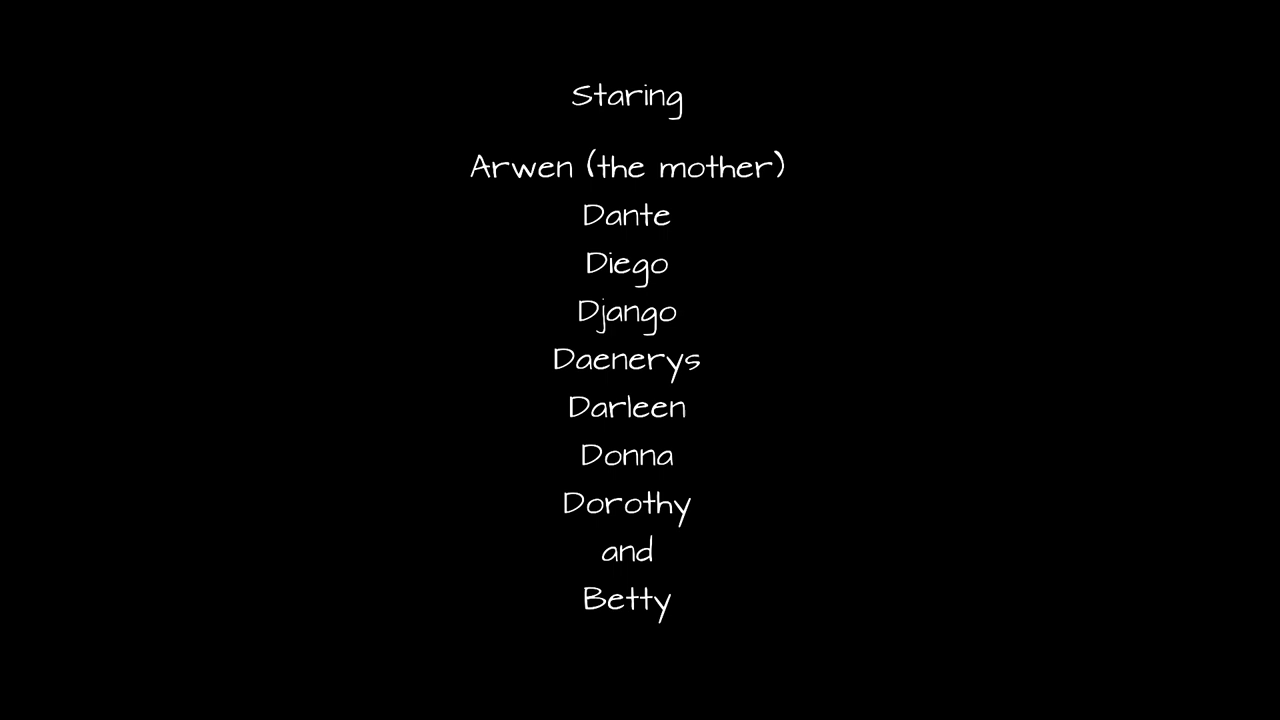 Staring
Arwen (the mother)
Dante
Diego
Django
Daenerys
Darleen
Donna
Dorothy
and
Betty